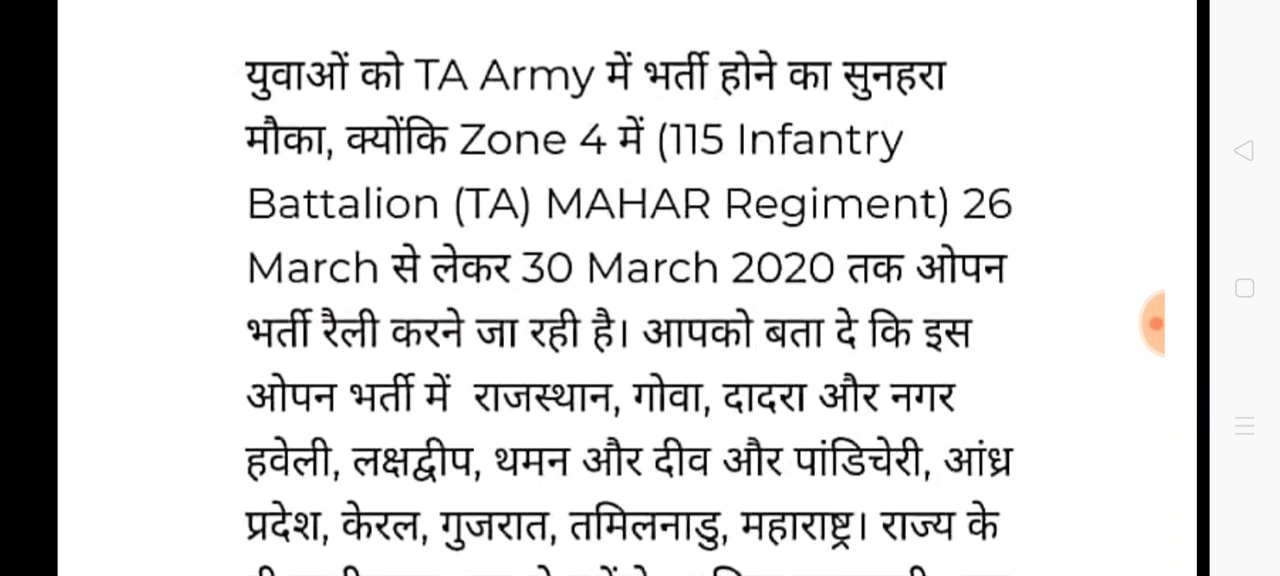 युवाओं को TA Army में भर्ती होने का सुनहरा
मौका, क्योंकि Zone 4 में (115 Infantry
Battalion (TA) MAHAR Regiment) 26
March से लेकर 30 March 2020 तक ओपन
भर्ती रैली करने जा रही है। आपको बता दे कि इस
ओपन भर्ती में राजस्थान, गोवा, दादरा और नगर
हवेली, लक्षद्वीप, थमन और दीव और पांडिचेरी, आंध्र
प्रदेश, केरल, गुजरात, तमिलनाडु, महाराष्ट्र। राज्य के